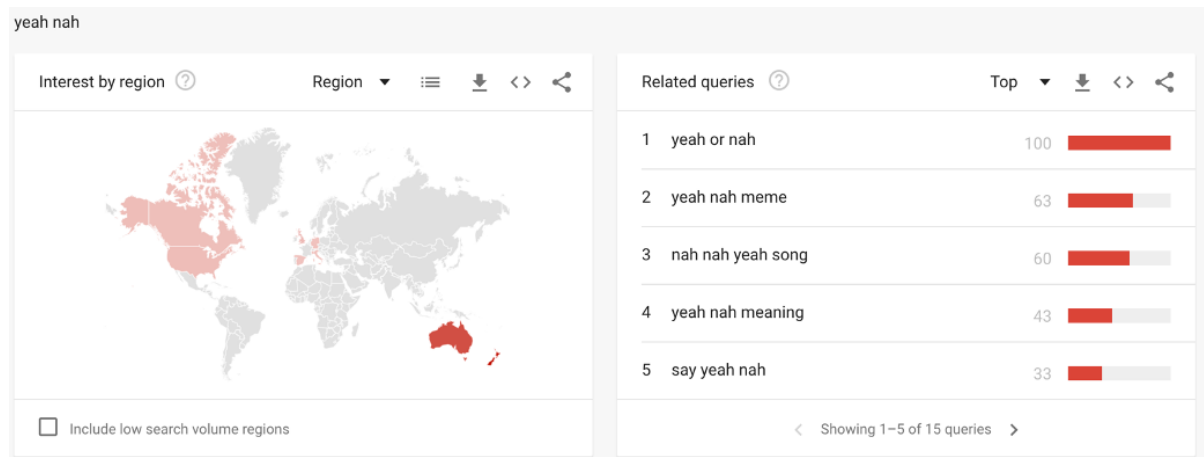 yeah nah
Interest by region
Region
Include low search volume regions
Related queries
Top
1 yeah or nah 100
2 yeah nah meme 63
3 nah nah yeah song 60
4 yeah nah meaning 43
5 say yeah nah 33
Showing 1–5 of 15 queries